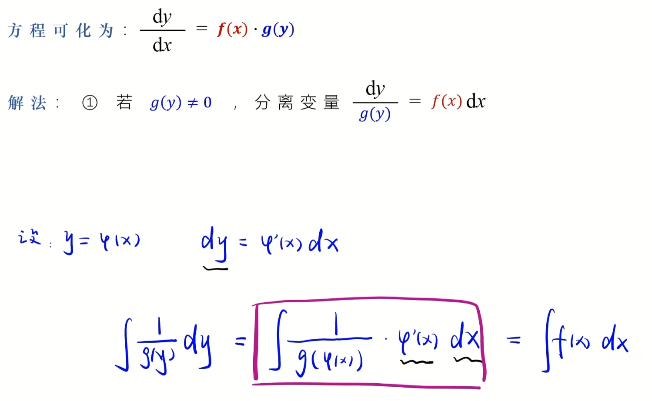 方程可化为: dy/dx = f(x)·g(y)
解法: ① 若 g(y)≠0 , 分离变量 dy/g(y) = f(x)dx
设: y=φ(x) dy = φ'(x)dx
∫ 1/g(y) dy = ∫ 1/g(φ(x)) · φ'(x) dx = ∫f(x) dx